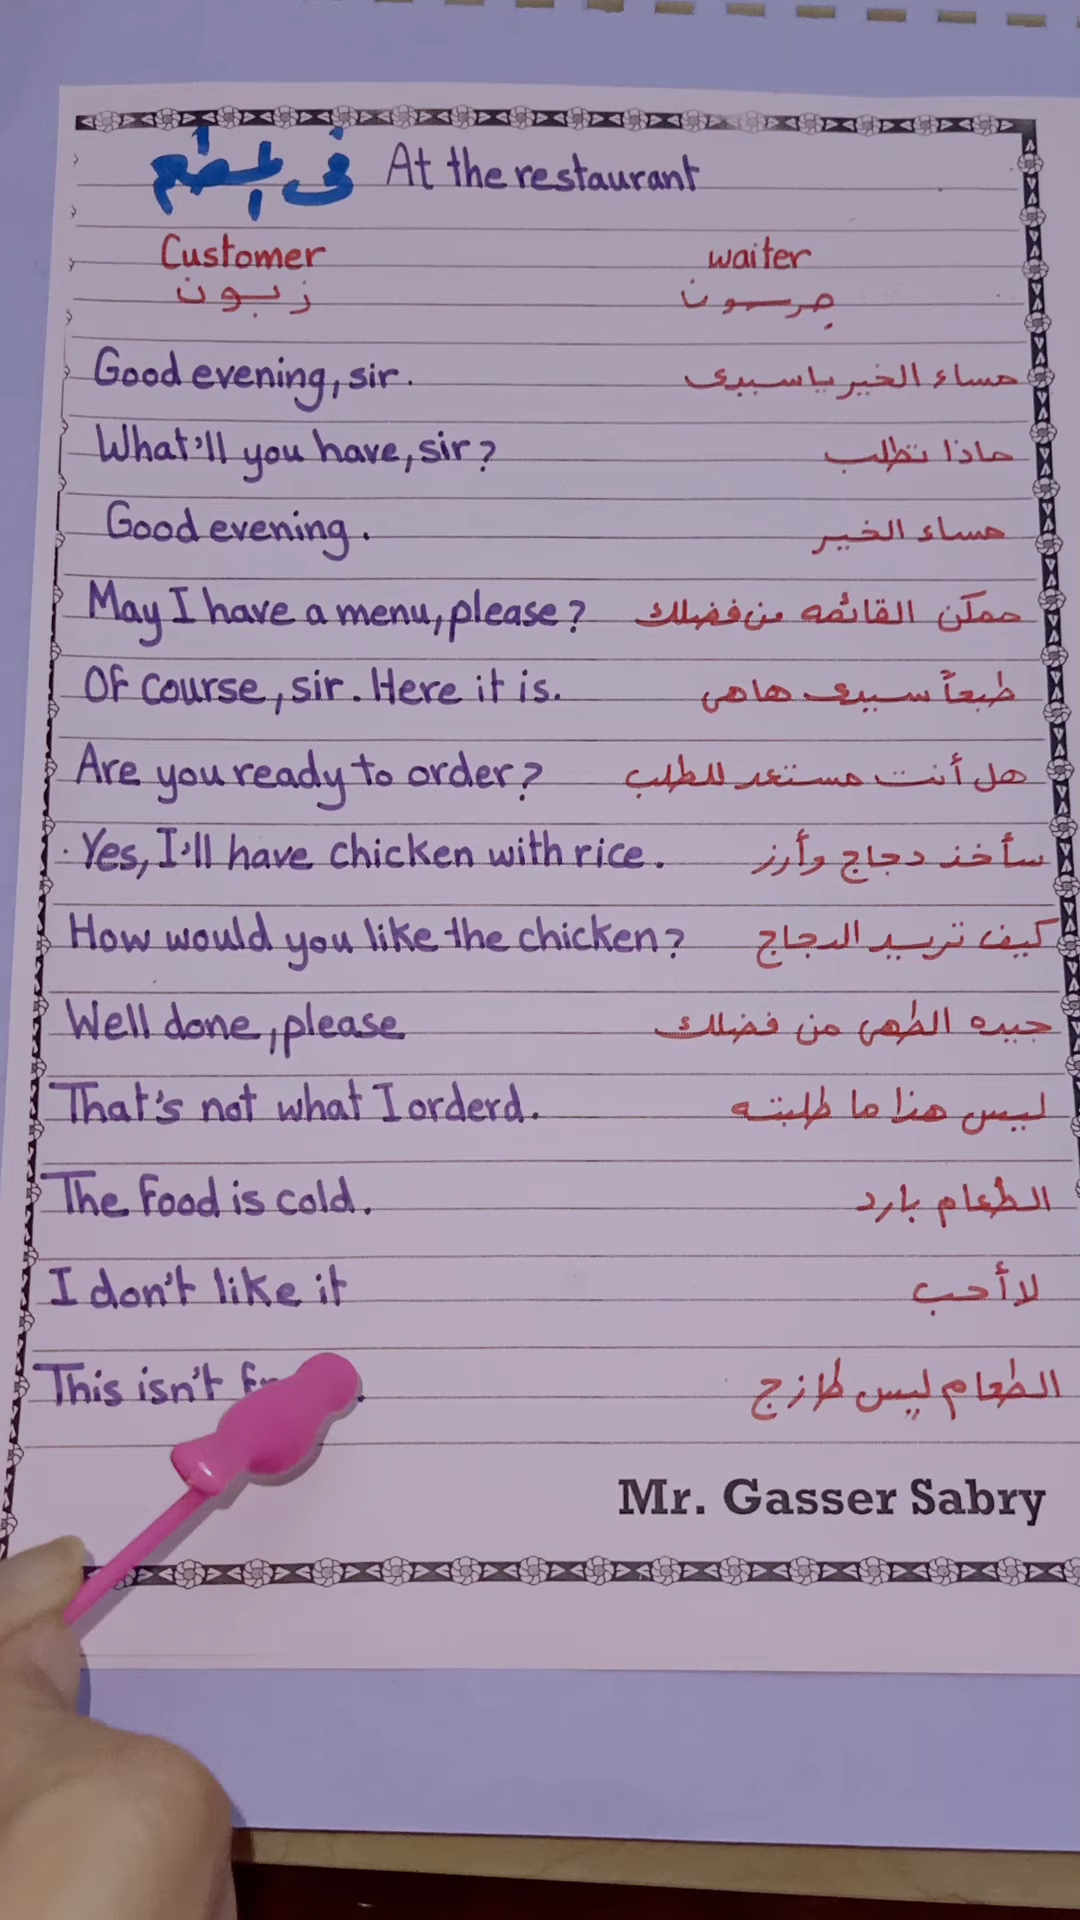 فى المطعم At the restaurant
Customer waiter
زبون جرسون
Good evening, sir. مساء الخير يا سيدى
What'll you have, sir? ماذا تطلب
Good evening. مساء الخير
May I have a menu, please? ممكن القائمه من فضلك
Of course, sir. Here it is. طبعاً سيدى هاهى
Are you ready to order? هل أنت مستعد للطلب
Yes, I'll have chicken with rice. سأخذ دجاج وأرز
How would you like the chicken? كيف تريد الدجاج
Well done, please جيده الطهى من فضلك
That's not what I orderd. ليس هذا ما طلبته
The food is cold. الطعام بارد
I don't like it لا أحب
This isn't الطعام ليس طازج
Mr. Gasser Sabry